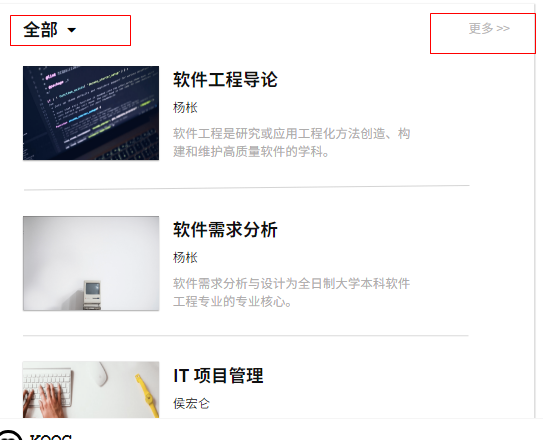 全部
更多 >>
软件工程导论
杨枨
软件工程是研究或应用工程化方法创造、构
建和维护高质量软件的学科。
软件需求分析
杨枨
软件需求分析与设计为全日制大学本科软件
工程专业的专业核心。
IT 项目管理
侯宏仑